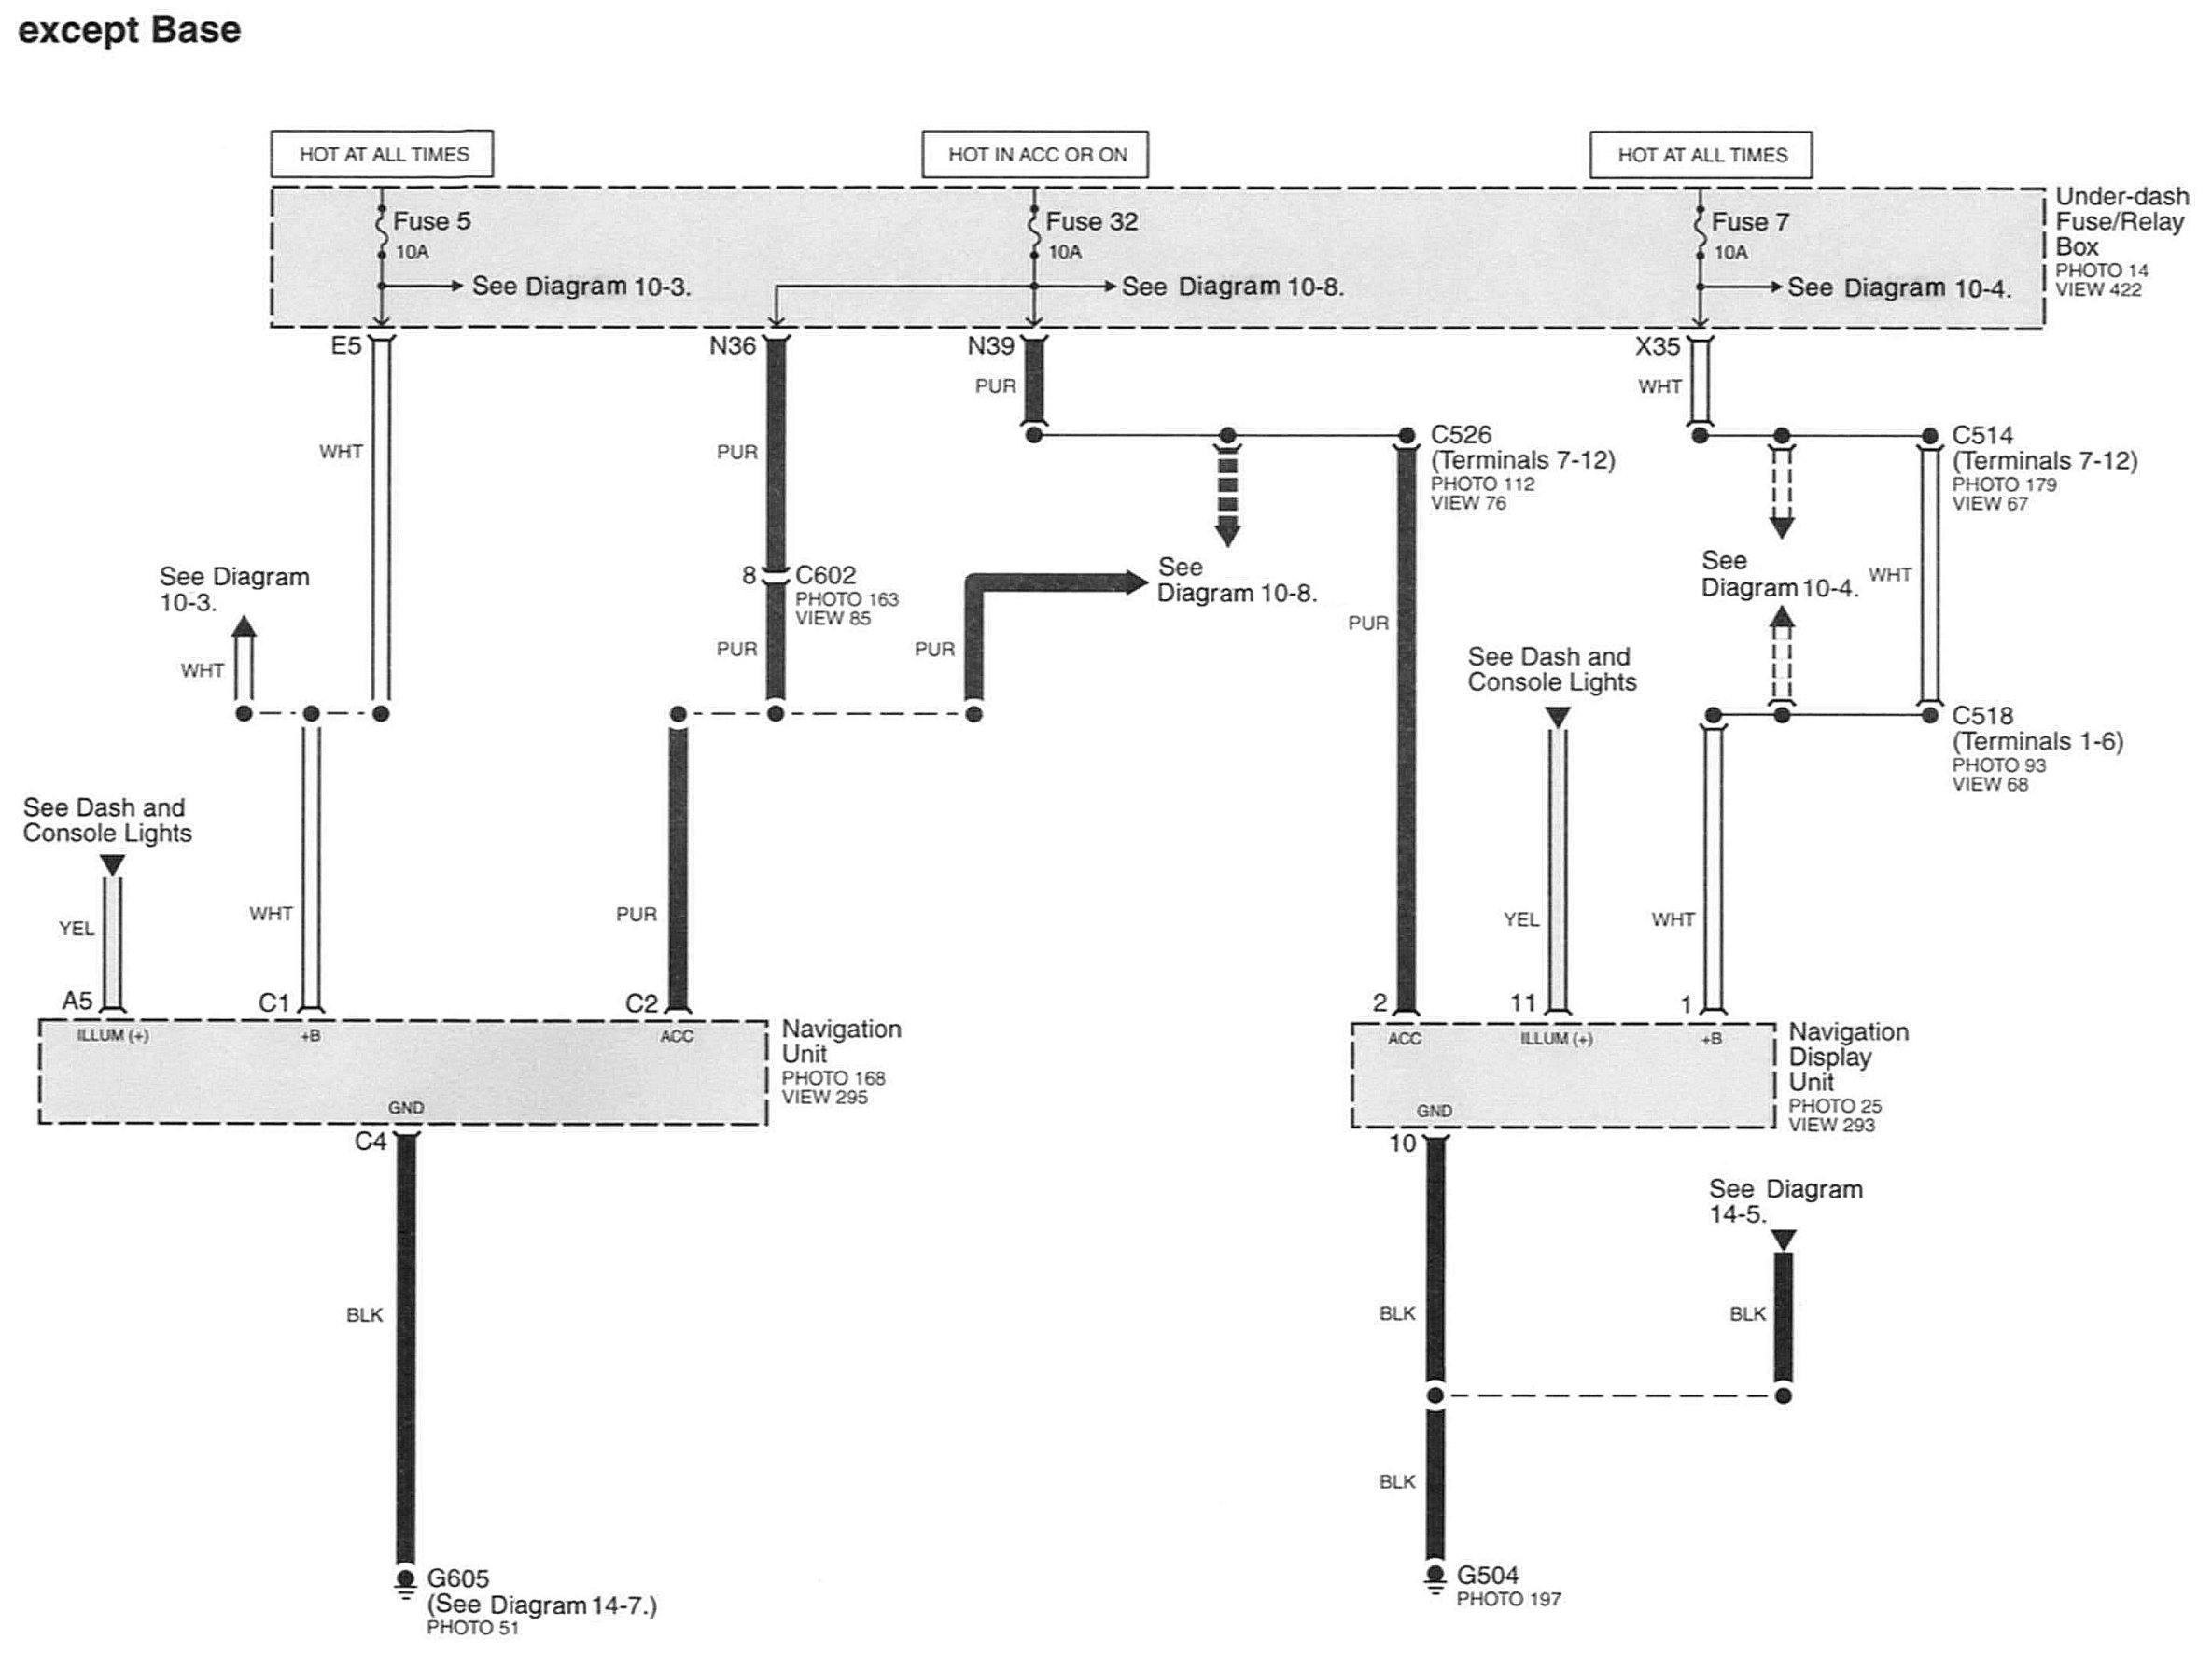 except Base
HOT AT ALL TIMES
HOT IN ACC OR ON
HOT AT ALL TIMES
Fuse 5
10A
See Diagram 10-3.
Fuse 32
10A
See Diagram 10-8.
Fuse 7
10A
See Diagram 10-4.
Under-dash
Fuse/Relay
Box
PHOTO 14
VIEW 422
E5
N36
N39
X35
PUR
WHT
WHT
PUR
C526
(Terminals 7-12)
PHOTO 112
VIEW 76
C514
(Terminals 7-12)
PHOTO 179
VIEW 67
See Diagram
10-3.
WHT
8
C602
PHOTO 163
VIEW 85
PUR
PUR
See
Diagram 10-8.
PUR
See
Diagram 10-4.
WHT
See Dash and
Console Lights
C518
(Terminals 1-6)
PHOTO 93
VIEW 68
See Dash and
Console Lights
YEL
WHT
PUR
YEL
WHT
A5
C1
C2
2
11
1
ILLUM (+)
+B
ACC
GND
Navigation
Unit
PHOTO 168
VIEW 295
ACC
ILLUM (+)
+B
GND
Navigation
Display
Unit
PHOTO 25
VIEW 293
C4
10
See Diagram
14-5.
BLK
BLK
BLK
BLK
G605
(See Diagram 14-7.)
PHOTO 51
G504
PHOTO 197